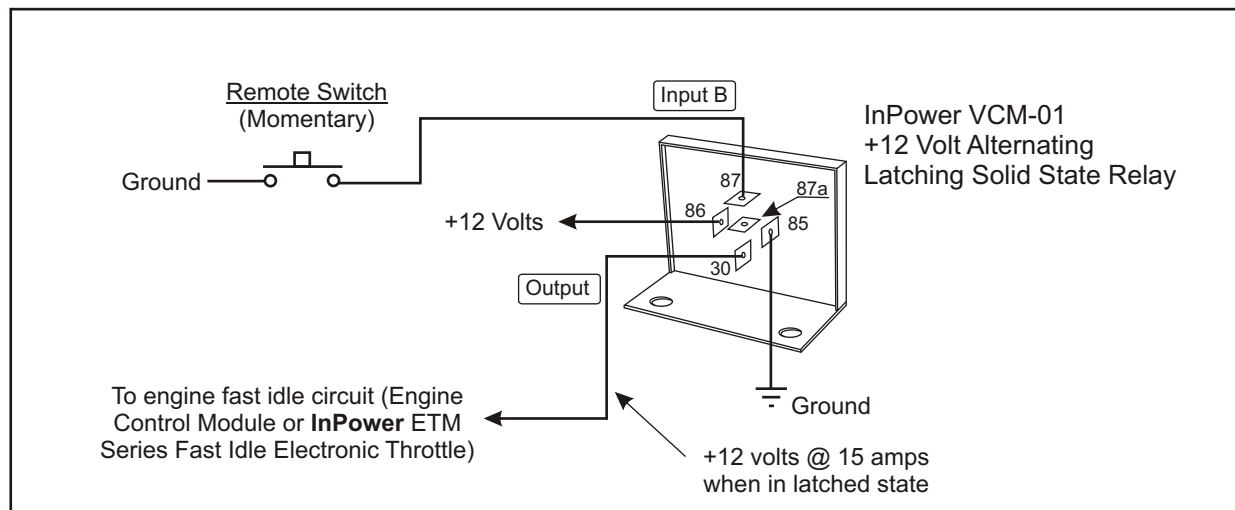 Remote Switch
(Momentary)
Ground
Input B
InPower VCM-01
+12 Volt Alternating
Latching Solid State Relay
87
87a
86
85
30
+12 Volts
Output
Ground
To engine fast idle circuit (Engine
Control Module or InPower ETM
Series Fast Idle Electronic Throttle)
+12 volts @ 15 amps
when in latched state